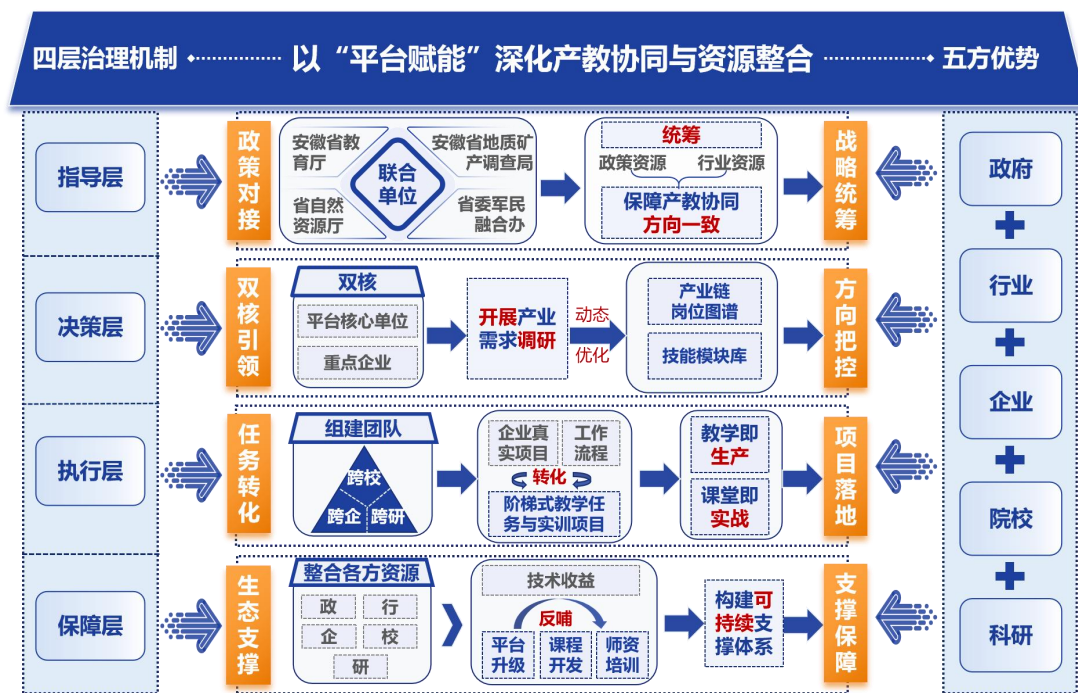 四层治理机制
以“平台赋能”深化产教协同与资源整合
五方优势
指导层
政策对接
安徽省教
育厅
安徽省地质矿
产调查局
联合
单位
省自然
资源厅
省委军民
融合办
统筹
政策资源
行业资源
保障产教协同
方向一致
战略统筹
决策层
双核引领
双核
平台核心单位
重点企业
开展产业
需求调研
动态
优化
产业链
岗位图谱
技能模块库
方向把控
执行层
任务转化
组建团队
跨校
跨企
跨研
企业真
实项目
工作
流程
转化
阶梯式教学任
务与实训项目
教学即
生产
课堂即
实战
项目落地
保障层
生态支撑
整合各方资源
政
行
企
校
研
技术收益
反哺
平台
升级
课程
开发
师资
培训
构建可
持续支
撑体系
支撑保障
政府
行业
企业
院校
科研